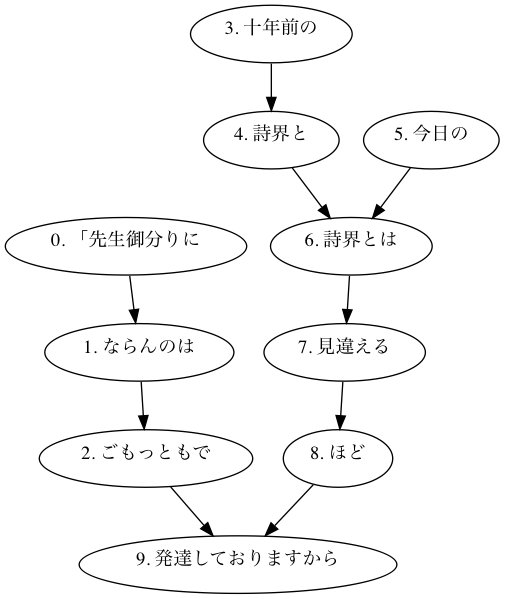 3. 十年前の
4. 詩界と
5. 今日の
0. 「先生御分りに
6. 詩界とは
1. ならんのは
7. 見違える
2. ごもっともで
8. ほど
9. 発達しておりますから